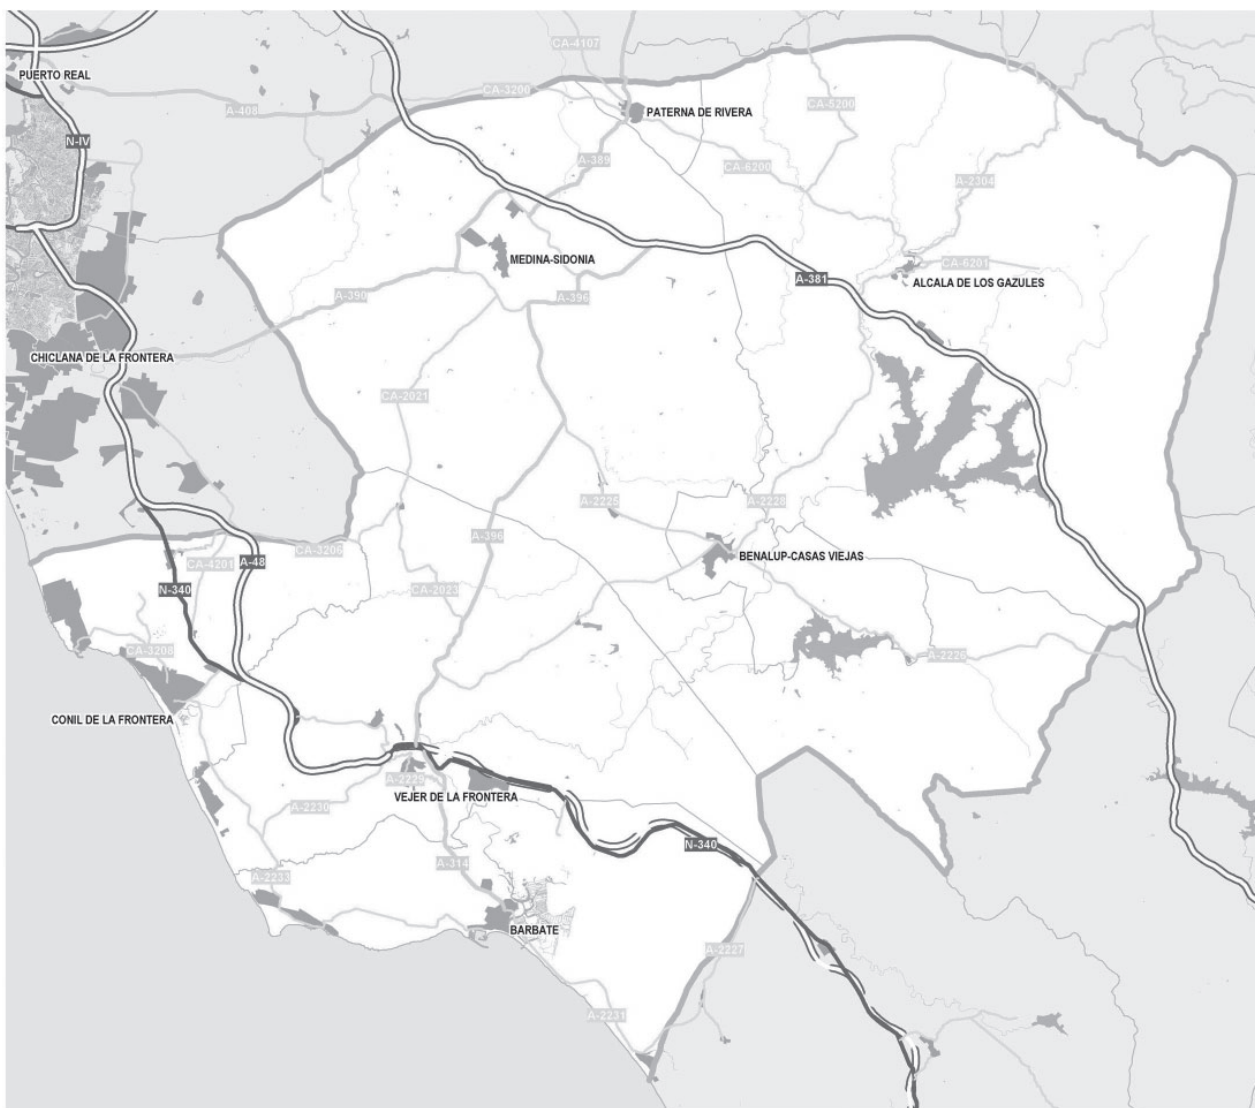 CA-4107
PUERTO REAL
CA-3200
A-408
CA-5200
PATERNA DE RIVERA
N-IV
A-389
CA-6200
A-2304
MEDINA-SIDONIA
CA-6201
A-381
ALCALA DE LOS GAZULES
A-390
A-396
CHICLANA DE LA FRONTERA
CA-2021
A-2225
A-2228
A-396
CA-3206
BENALUP-CASAS VIEJAS
CA-4201
A-48
N-340
CA-2023
CA-3208
A-2226
CONIL DE LA FRONTERA
A-2229
VEJER DE LA FRONTERA
A-2230
N-340
A-314
A-2233
BARBATE
A-2227
A-2231